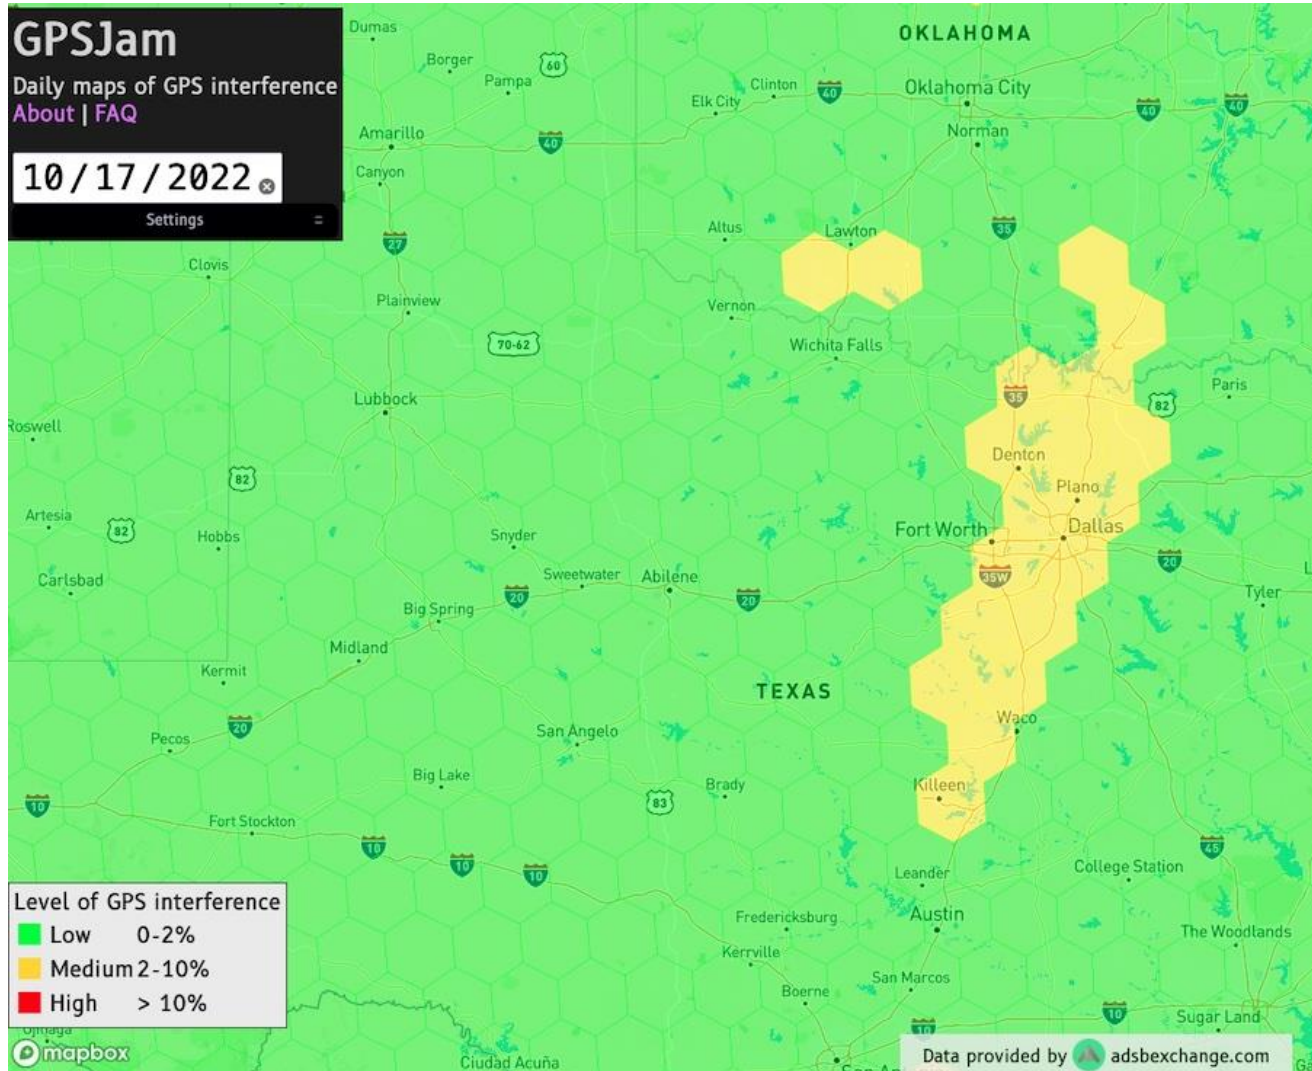 GPSJam
Daily maps of GPS interference
About | FAQ
10/17/2022
Settings
OKLAHOMA
Dumas
Borger
60
Pampa
Clinton
40
Oklahoma City
Elk City
40
40
Amarillo
40
Norman
Canyon
Altus
Lawton
35
27
Clovis
Plainview
Vernon
70-62
Wichita Falls
Paris
Lubbock
35
82
Roswell
Denton
82
Plano
Artesia
82
Hobbs
Snyder
Fort Worth
Dallas
20
Carlsbad
Sweetwater
Abilene
35W
Big Spring
20
20
Tyler
Midland
Kermit
TEXAS
20
Pecos
San Angelo
Waco
Big Lake
Brady
Killeen
10
83
Fort Stockton
10
10
10
45
Leander
College Station
Austin
Fredericksburg
The Woodlands
Kerrville
San Marcos
Boerne
10
10
Sugar Land
Ciudad Acuña
Level of GPS interference
Low 0-2%
Medium 2-10%
High > 10%
Ojinaga
mapbox
Data provided by adsbexchange.com